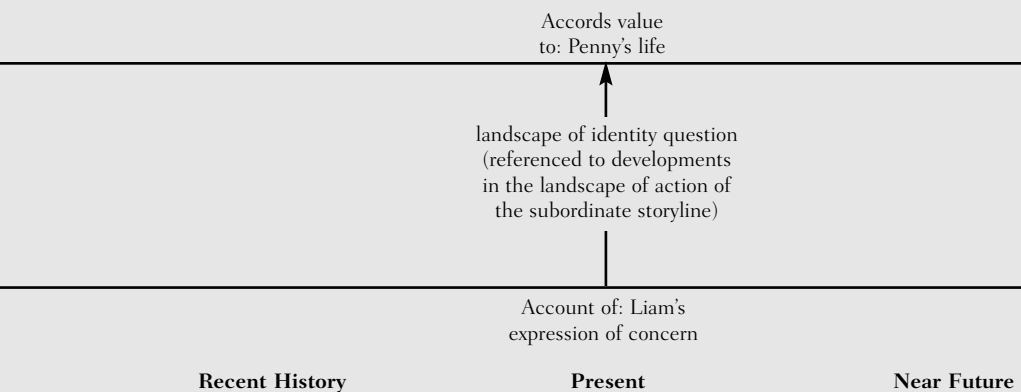 Accords value
to: Penny's life
landscape of identity question
(referenced to developments
in the landscape of action of
the subordinate storyline)
Account of: Liam's
expression of concern
Recent History Present Near Future